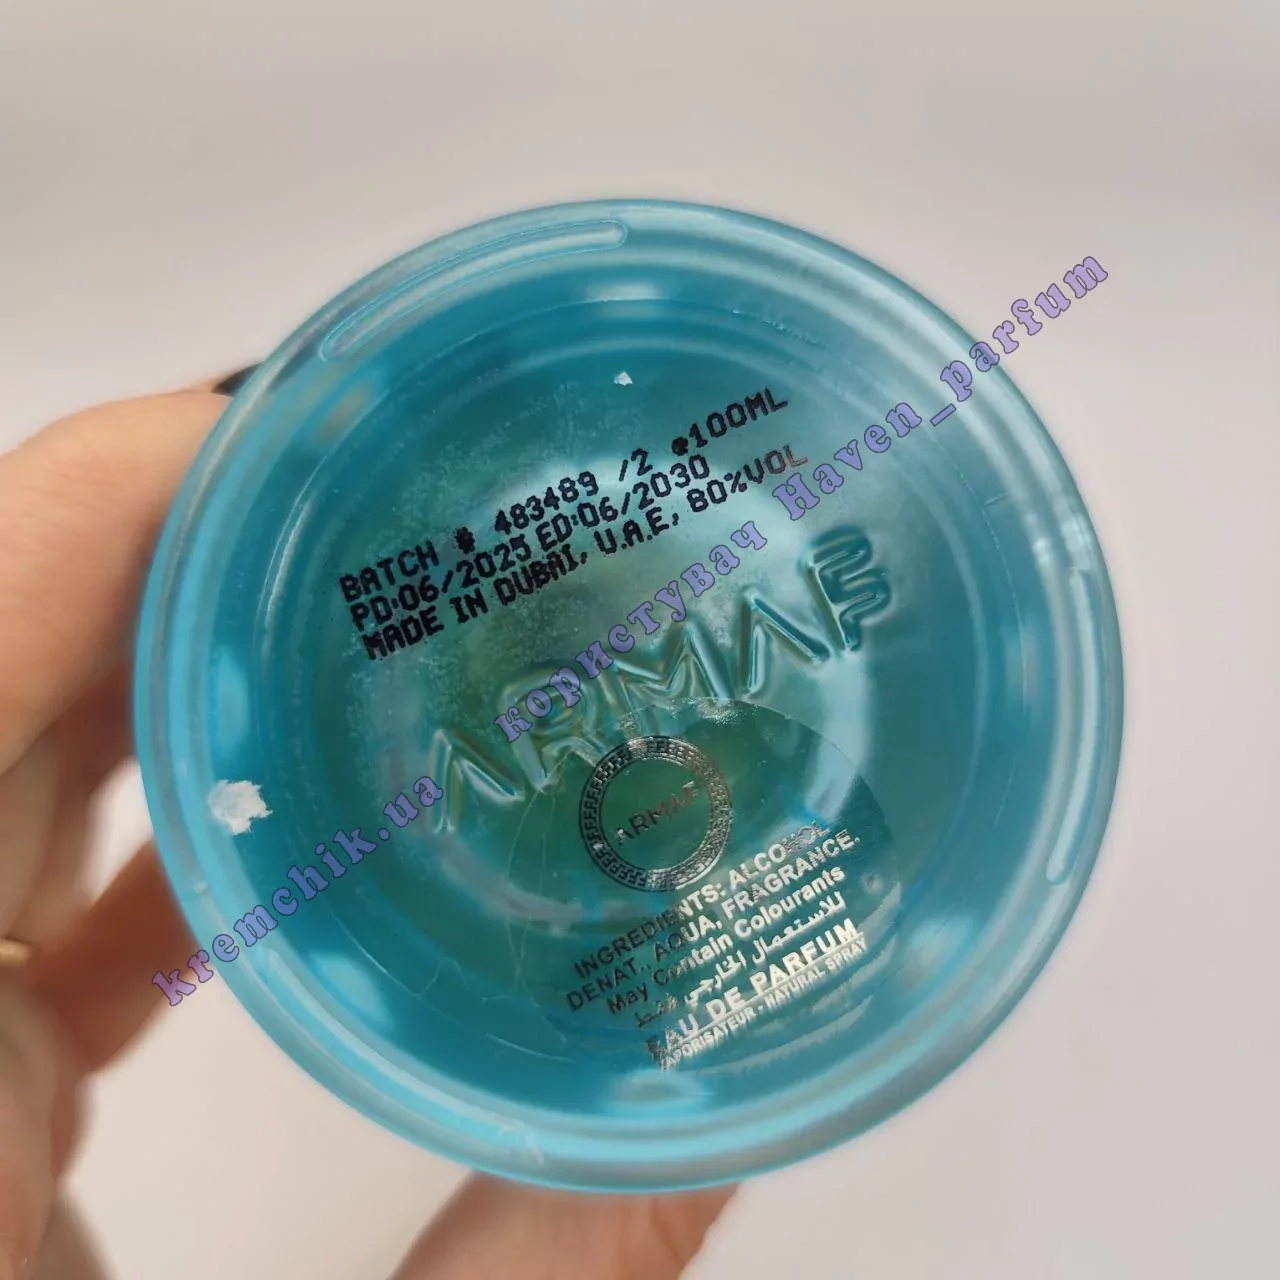 BATCH # 483489 /2 e100ML
PD:06/2025 ED:06/2030
MADE IN DUBAI, U.A.E, 80%VOL
ARMAF
ARMAF
INGREDIENTS: ALCOHOL
DENAT., AQUA, FRAGRANCE.
May Contain Colourants
للاستعمال الخارجي فقط
EAU DE PARFUM
VAPORISATEUR - NATURAL SPRAY
kremchik.ua користувач Haven_parfum